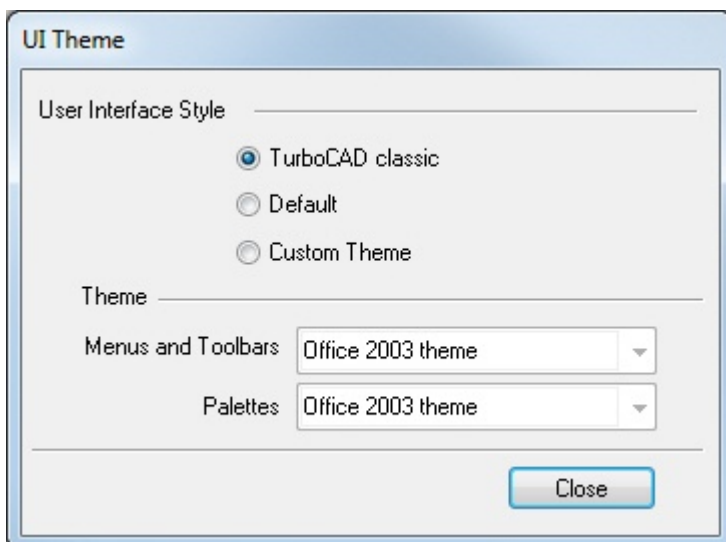 UI Theme
User Interface Style
TurboCAD classic
Default
Custom Theme
Theme
Menus and Toolbars Office 2003 theme
Palettes Office 2003 theme
Close